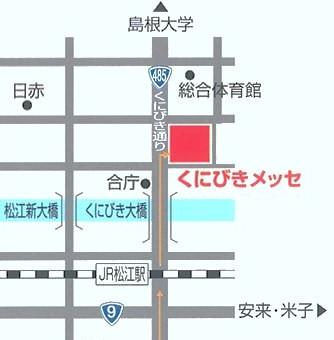 島根大学
485
総合体育館
日赤
くにびき通り
くにびきメッセ
合庁
松江新大橋
くにびき大橋
JR松江駅
9
安来・米子